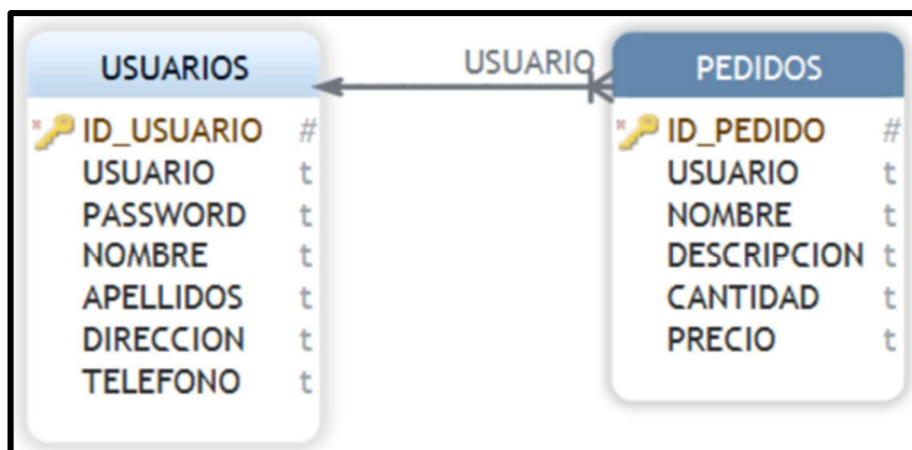 USUARIOS
ID_USUARIO #
USUARIO t
PASSWORD t
NOMBRE t
APELLIDOS t
DIRECCION t
TELEFONO t
USUARIO
PEDIDOS
ID_PEDIDO #
USUARIO t
NOMBRE t
DESCRIPCION t
CANTIDAD t
PRECIO t